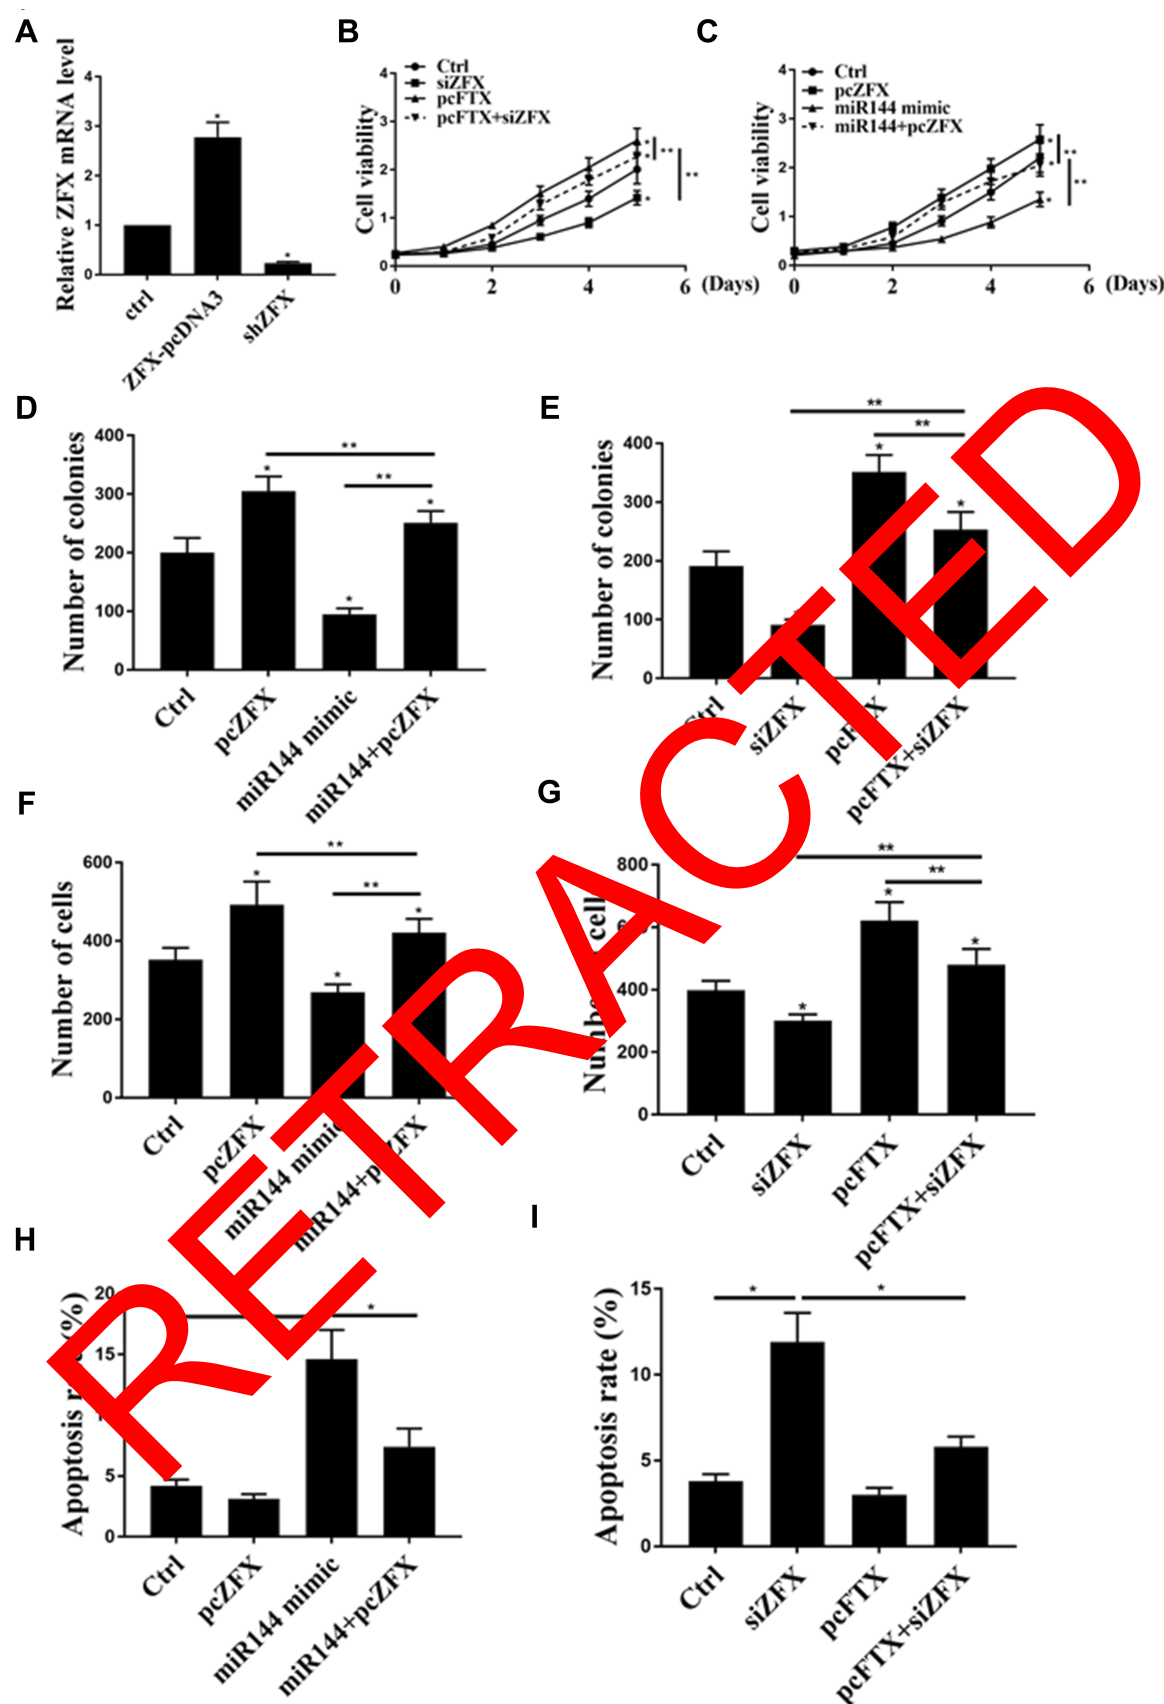 A
Relative ZFX mRNA level
4
3
2
1
0
*
*
ctrl
ZFX-pcDNA3
shZFX
B
Cell viability
4
3
2
1
0
Ctrl
siZFX
pcFTX
pcFTX+siZFX
*
*
*
**
**
0 2 4 6 (Days)
C
Cell viability
4
3
2
1
0
Ctrl
pcZFX
miR144 mimic
miR144+pcZFX
*
*
*
**
**
0 2 4 6 (Days)
D
Number of colonies
400
300
200
100
0
**
**
*
*
*
Ctrl
pcZFX
miR144 mimic
miR144+pcZFX
E
Number of colonies
400
300
200
100
0
**
**
*
*
siZFX
pcFTX+siZFX
F
Number of cells
600
400
200
0
**
**
*
*
*
Ctrl
pcZFX
miR144 mimic
miR144+pcZFX
G
800
400
200
0
**
**
*
*
*
Ctrl
siZFX
pcFTX
pcFTX+siZFX
H
Apoptosis (%)
20
15
5
0
*
Ctrl
pcZFX
miR144 mimic
miR144+pcZFX
I
Apoptosis rate (%)
15
10
5
0
*
*
Ctrl
siZFX
pcFTX
pcFTX+siZFX
RETRACTED